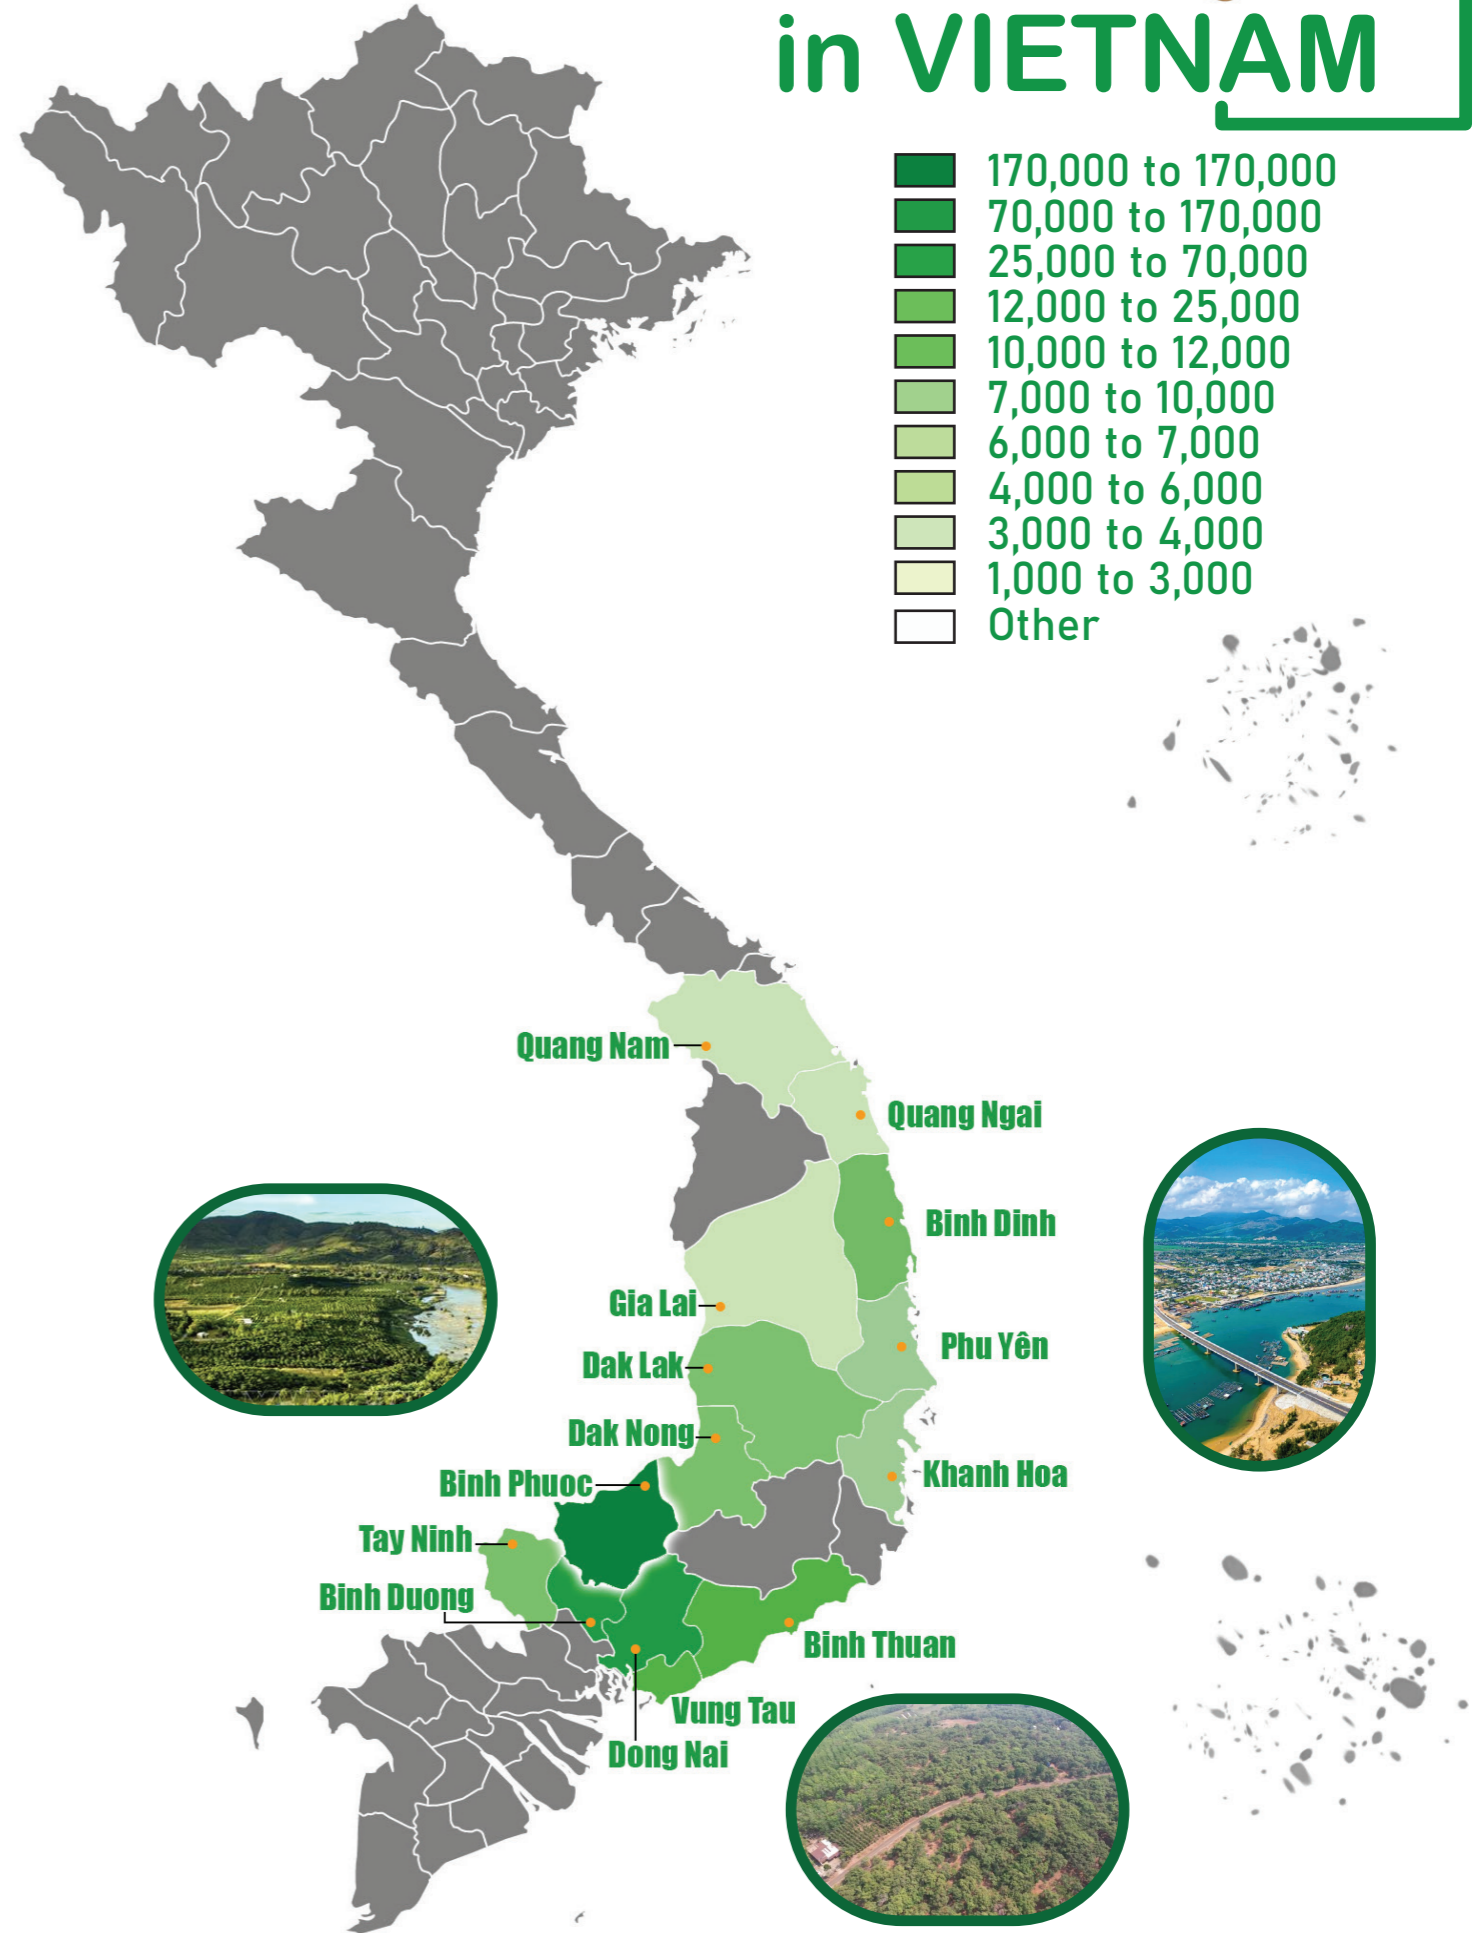 in VIETNAM
170,000 to 170,000
70,000 to 170,000
25,000 to 70,000
12,000 to 25,000
10,000 to 12,000
7,000 to 10,000
6,000 to 7,000
4,000 to 6,000
3,000 to 4,000
1,000 to 3,000
Other
Quang Nam
Quang Ngai
Binh Dinh
Gia Lai
Phu Yên
Dak Lak
Dak Nong
Khanh Hoa
Binh Phuoc
Tay Ninh
Binh Duong
Binh Thuan
Vung Tau
Dong Nai